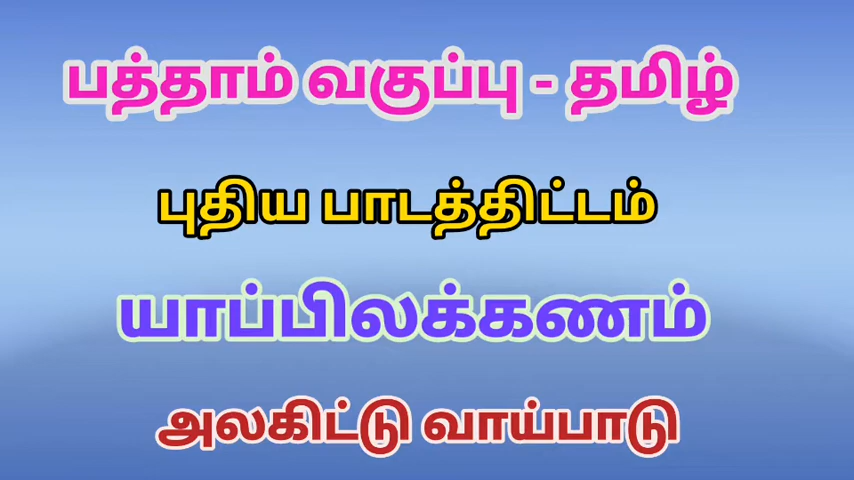 பத்தாம் வகுப்பு - தமிழ்
புதிய பாடத்திட்டம்
யாப்பிலக்கணம்
அலகிட்டு வாய்பாடு